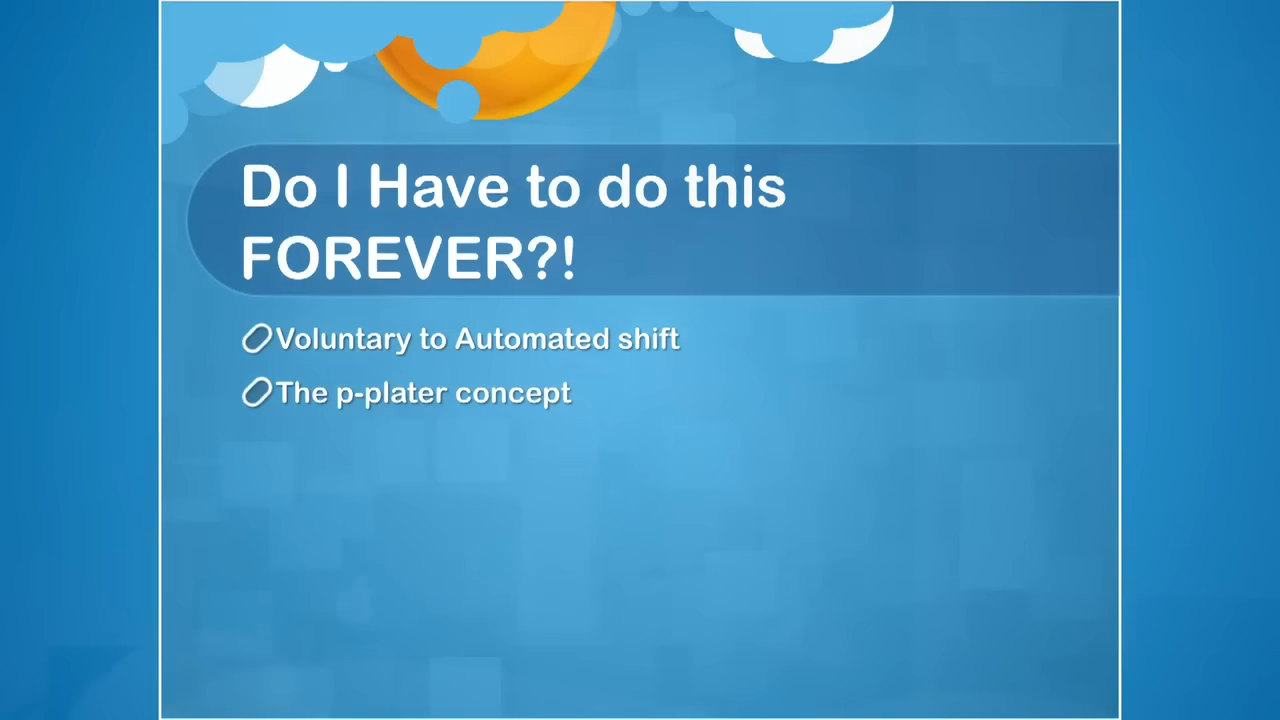 Do I Have to do this
FOREVER?!
Voluntary to Automated shift
The p-plater concept